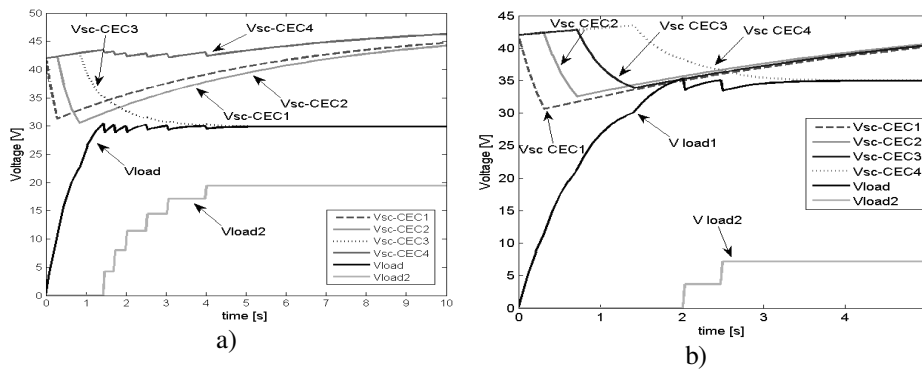 50
45
40
35
30
25
20
15
10
5
0
Voltage [V]
0 1 2 3 4 5 6 7 8 9 10
time [s]
Vsc-CEC3
Vsc-CEC4
Vsc-CEC2
Vsc-CEC1
Vload
Vload2
Vsc-CEC1
Vsc-CEC2
Vsc-CEC3
Vsc-CEC4
Vload
Vload2
a)
45
40
35
30
25
20
15
10
5
0
Voltage [V]
0 1 2 3 4
time [s]
Vsc CEC2
Vsc CEC3
Vsc CEC4
Vsc CEC1
V load1
V load2
Vsc-CEC1
Vsc-CEC2
Vsc-CEC3
Vsc-CEC4
Vload
Vload2
b)